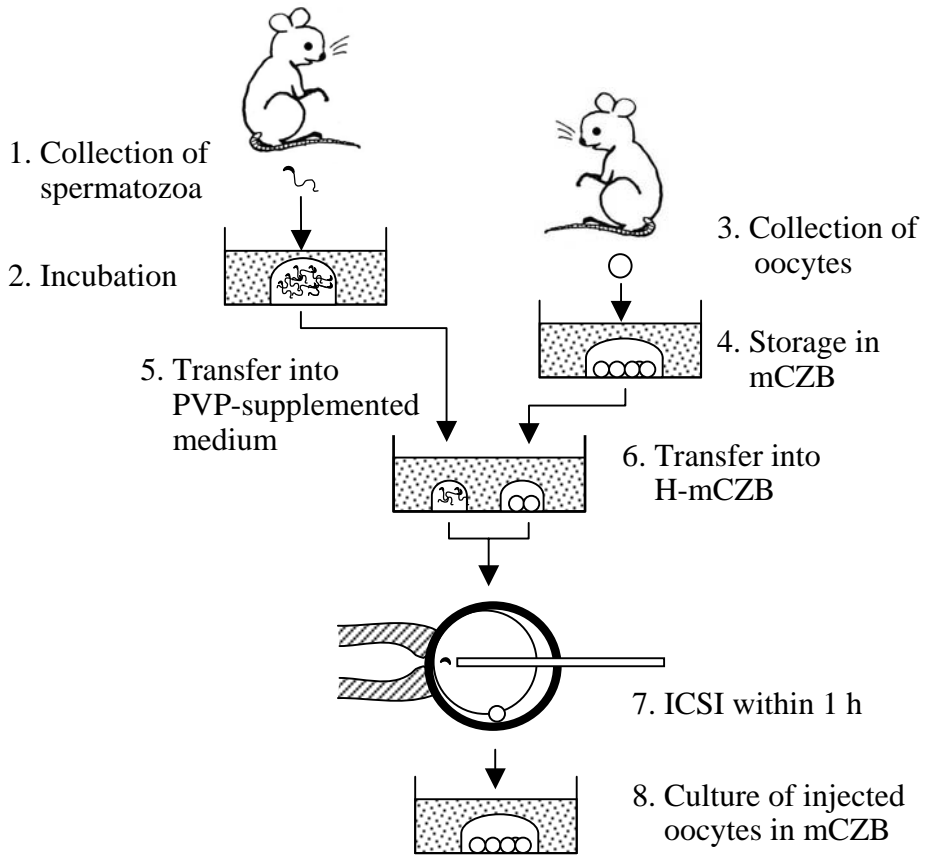 1. Collection of
spermatozoa
2. Incubation
3. Collection of
oocytes
4. Storage in
mCZB
5. Transfer into
PVP-supplemented
medium
6. Transfer into
H-mCZB
7. ICSI within 1 h
8. Culture of injected
oocytes in mCZB